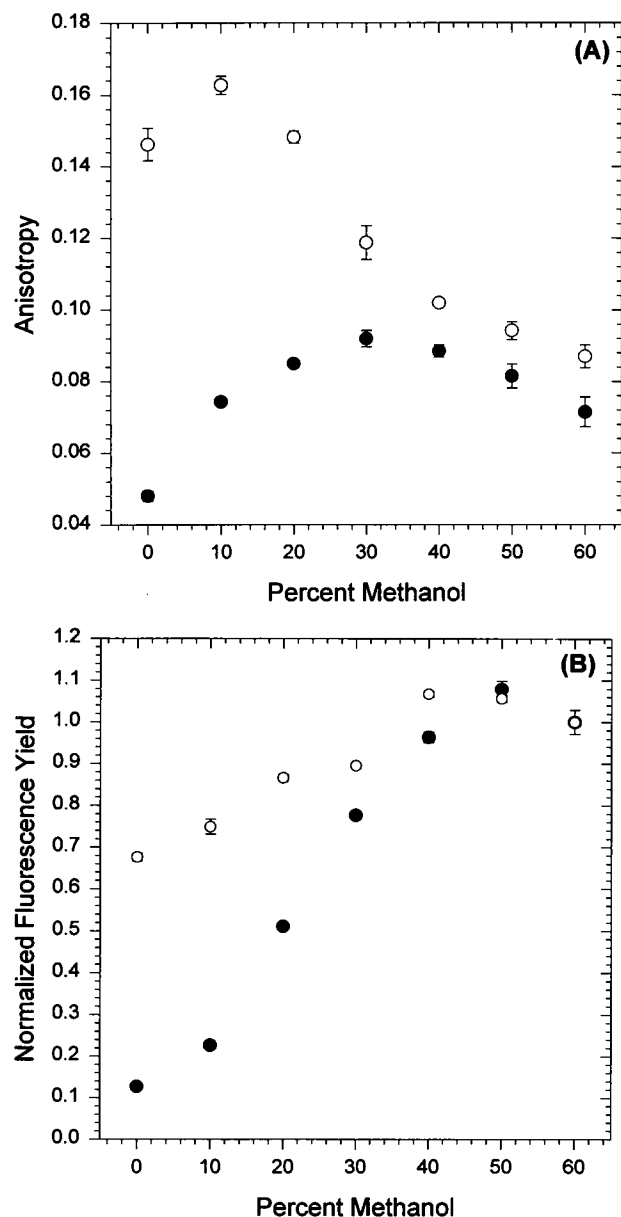 (A)
0.18
0.16
0.14
0.12
0.10
0.08
0.06
0.04
Anisotropy
0 10 20 30 40 50 60
Percent Methanol
(B)
1.2
1.1
1.0
0.9
0.8
0.7
0.6
0.5
0.4
0.3
0.2
0.1
0.0
Normalized Fluorescence Yield
0 10 20 30 40 50 60
Percent Methanol